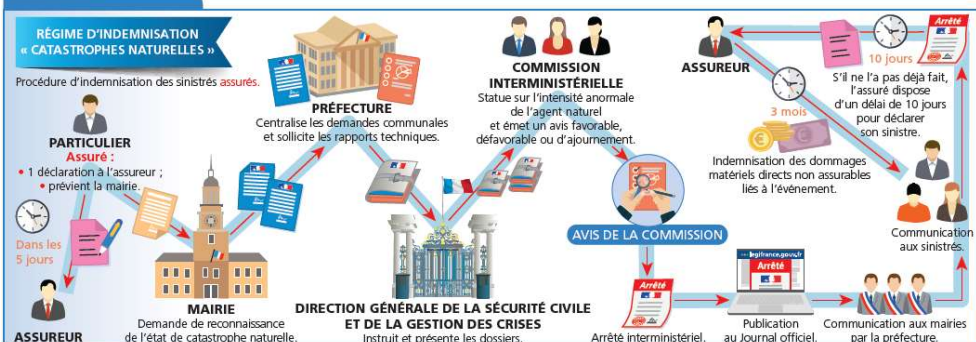 RÉGIME D'INDEMNISATION
« CATASTROPHES NATURELLES »
Procédure d'indemnisation des sinistrés assurés.
PARTICULIER
Assuré :
• 1 déclaration à l'assureur ;
• prévient la mairie.
Dans les
5 jours
ASSUREUR
MAIRIE
Demande de reconnaissance
de l'état de catastrophe naturelle.
PRÉFECTURE
Centralise les demandes communales
et sollicite les rapports techniques.
DIRECTION GÉNÉRALE DE LA SÉCURITÉ CIVILE
ET DE LA GESTION DES CRISES
Instruit et présente les dossiers.
COMMISSION
INTERMINISTÉRIELLE
Statue sur l'intensité anormale
de l'agent naturel
et émet un avis favorable,
défavorable ou d'ajournement.
AVIS DE LA COMMISSION
Arrêté
Arrêté interministériel.
legifrance.gouv.fr
Arrêté
Publication
au Journal officiel.
Communication aux mairies
par la préfecture.
Communication
aux sinistrés.
Arrêté
10 jours
S'il ne l'a pas déjà fait,
l'assuré dispose
d'un délai de 10 jours
pour déclarer
son sinistre.
ASSUREUR
3 mois
Indemnisation des dommages
matériels directs non assurables
liés à l'événement.